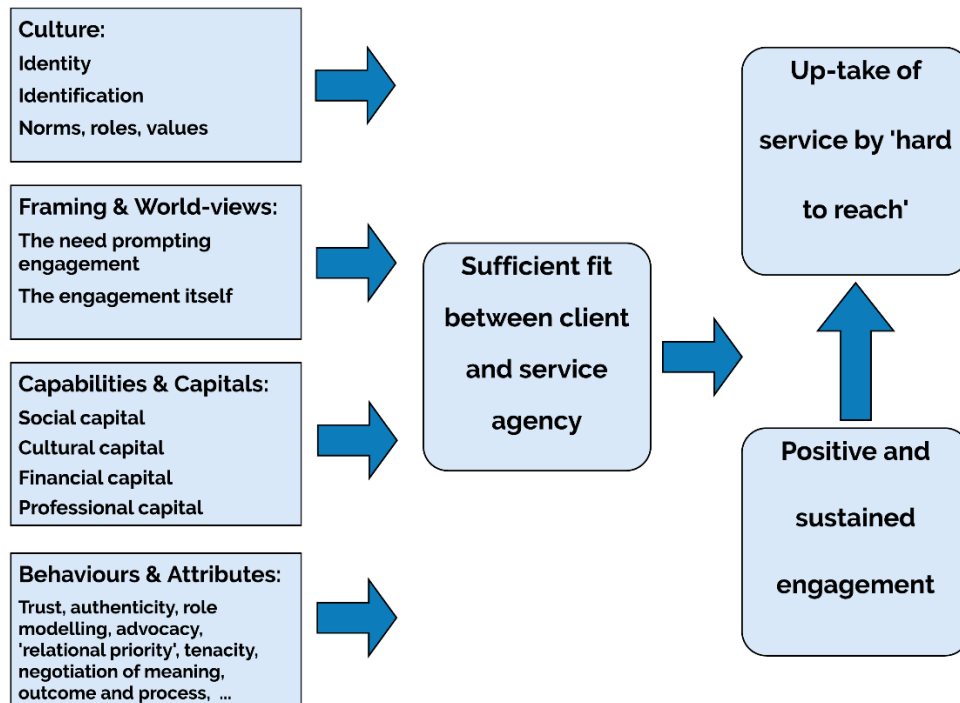 Culture:
Identity
Identification
Norms, roles, values
Framing & World-views:
The need prompting
engagement
The engagement itself
Capabilities & Capitals:
Social capital
Cultural capital
Financial capital
Professional capital
Behaviours & Attributes:
Trust, authenticity, role
modelling, advocacy,
'relational priority', tenacity,
negotiation of meaning,
outcome and process, ...
Sufficient fit
between client
and service
agency
Up-take of
service by 'hard
to reach'
Positive and
sustained
engagement